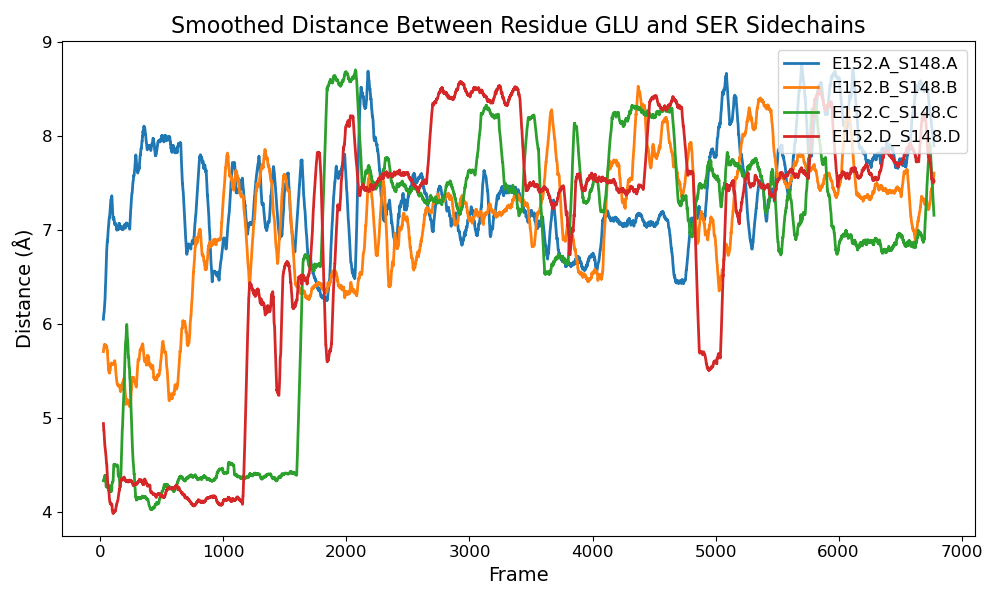 Smoothed Distance Between Residue GLU and SER Sidechains
9
8
7
6
5
4
Distance (Å)
E152.A_S148.A
E152.B_S148.B
E152.C_S148.C
E152.D_S148.D
0 1000 2000 3000 4000 5000 6000 7000
Frame